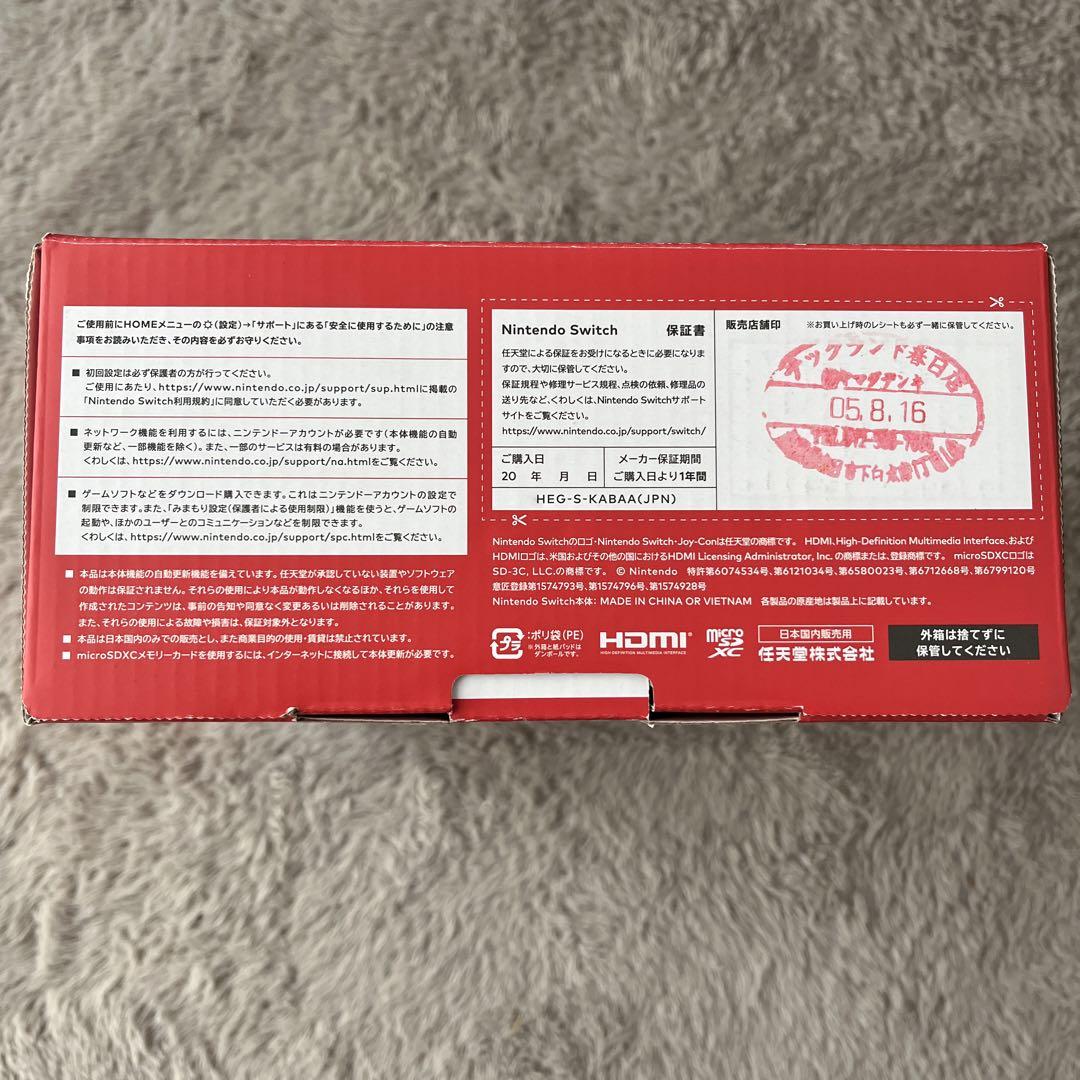 ご使用前にHOMEメニューの(設定)→「サポート」にある「安全に使用するために」の注意
事項をお読みいただき、その内容を必ずお守りください。
■ 初回設定は必ず保護者の方が行ってください。
ご使用にあたり、https://www.nintendo.co.jp/support/sup.html掲載の
「Nintendo Switch利用規約」に同意していただく必要があります。
■ ネットワーク機能を利用するには、ニンテンドーアカウントが必要です(本体機能の自動
更新など、一部機能を除く)。また、一部のサービスは有料の場合があります。
くわしくは、https://www.nintendo.co.jp/support/na.htmlをご覧ください。
■ ゲームソフトなどをダウンロード購入できます。これはニンテンドーアカウントの設定で
制限できます。また、「みまもり設定(保護者による使用制限)」機能を使うと、ゲームソフトの
起動や、ほかのユーザーとのコミュニケーションなどを制限できます。
くわしくは、https://www.nintendo.co.jp/support/spc.htmlをご覧ください。
■ 本品は本体機能の自動更新機能を備えています。任天堂が承認していない装置やソフトウェア
の動作は保証されません。それらの使用により本品が動作しなくなるほか、それらを使用して
作成されたコンテンツは、事前の告知や同意なく変更あるいは削除されることがあります。
また、それらの使用による故障や損害は、保証対象外となります。
■ 本品は日本国内のみでの販売とし、また商業目的の使用・賃貸は禁止されています。
■ microSDXCメモリーカードを使用するには、インターネットに接続して本体更新が必要です。
Nintendo Switch 保証書
任天堂による保証をお受けになるときに必要になりま
すので、大切に保管してください。
保証規程や修理サービス規程、点検の依頼、修理品の
送り先など、くわしくは、Nintendo Switchサポート
サイトをご覧ください。
https://www.nintendo.co.jp/support/switch/
ご購入日
20 年 月 日
メーカー保証期間
ご購入日より1年間
HEG-S-KABAA(JPN)
販売店舗印 ※お買い上げ時のレシートも必ず一緒に保管してください。
テックランド春日店
ヤマダデンキ
05.8.16
Nintendo Switchのロゴ・Nintendo Switch・Joy-Conは任天堂の商標です。 HDMI、High-Definition Multimedia Interface、および
HDMIロゴは、米国およびその他の国におけるHDMI Licensing Administrator, Inc. の商標または、登録商標です。 microSDXCロゴは
SD-3C, LLC.の商標です。 © Nintendo 特許第6074534号、第6121034号、第6580023号、第6712668号、第6799120号
意匠登録第1574793号、第1574796号、第1574928号
Nintendo Switch本体: MADE IN CHINA OR VIETNAM 各製品の原産地は製品上に記載しています。
プラ
:ポリ袋(PE)
※外箱と紙パッドは
ダンボールです。
HDMI
HIGH-DEFINITION MULTIMEDIA INTERFACE
micro
SD
XC
日本国内販売用
任天堂株式会社
外箱は捨てずに
保管してください